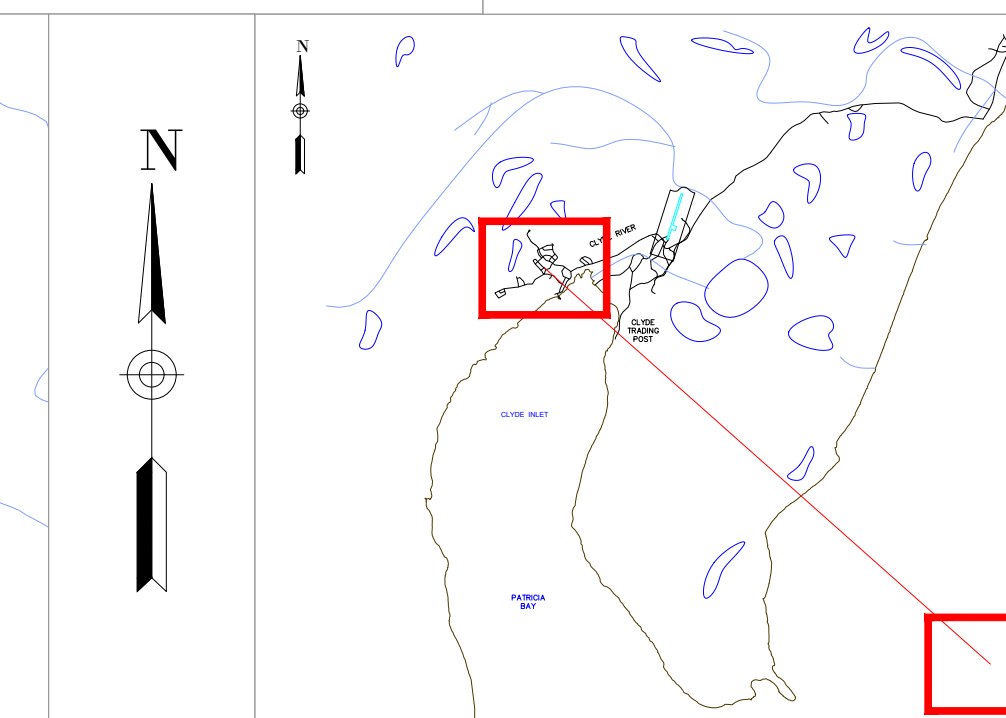 N
N
CLYDE RIVER
CLYDE
TRADING
POST
CLYDE INLET
PATRICIA
BAY